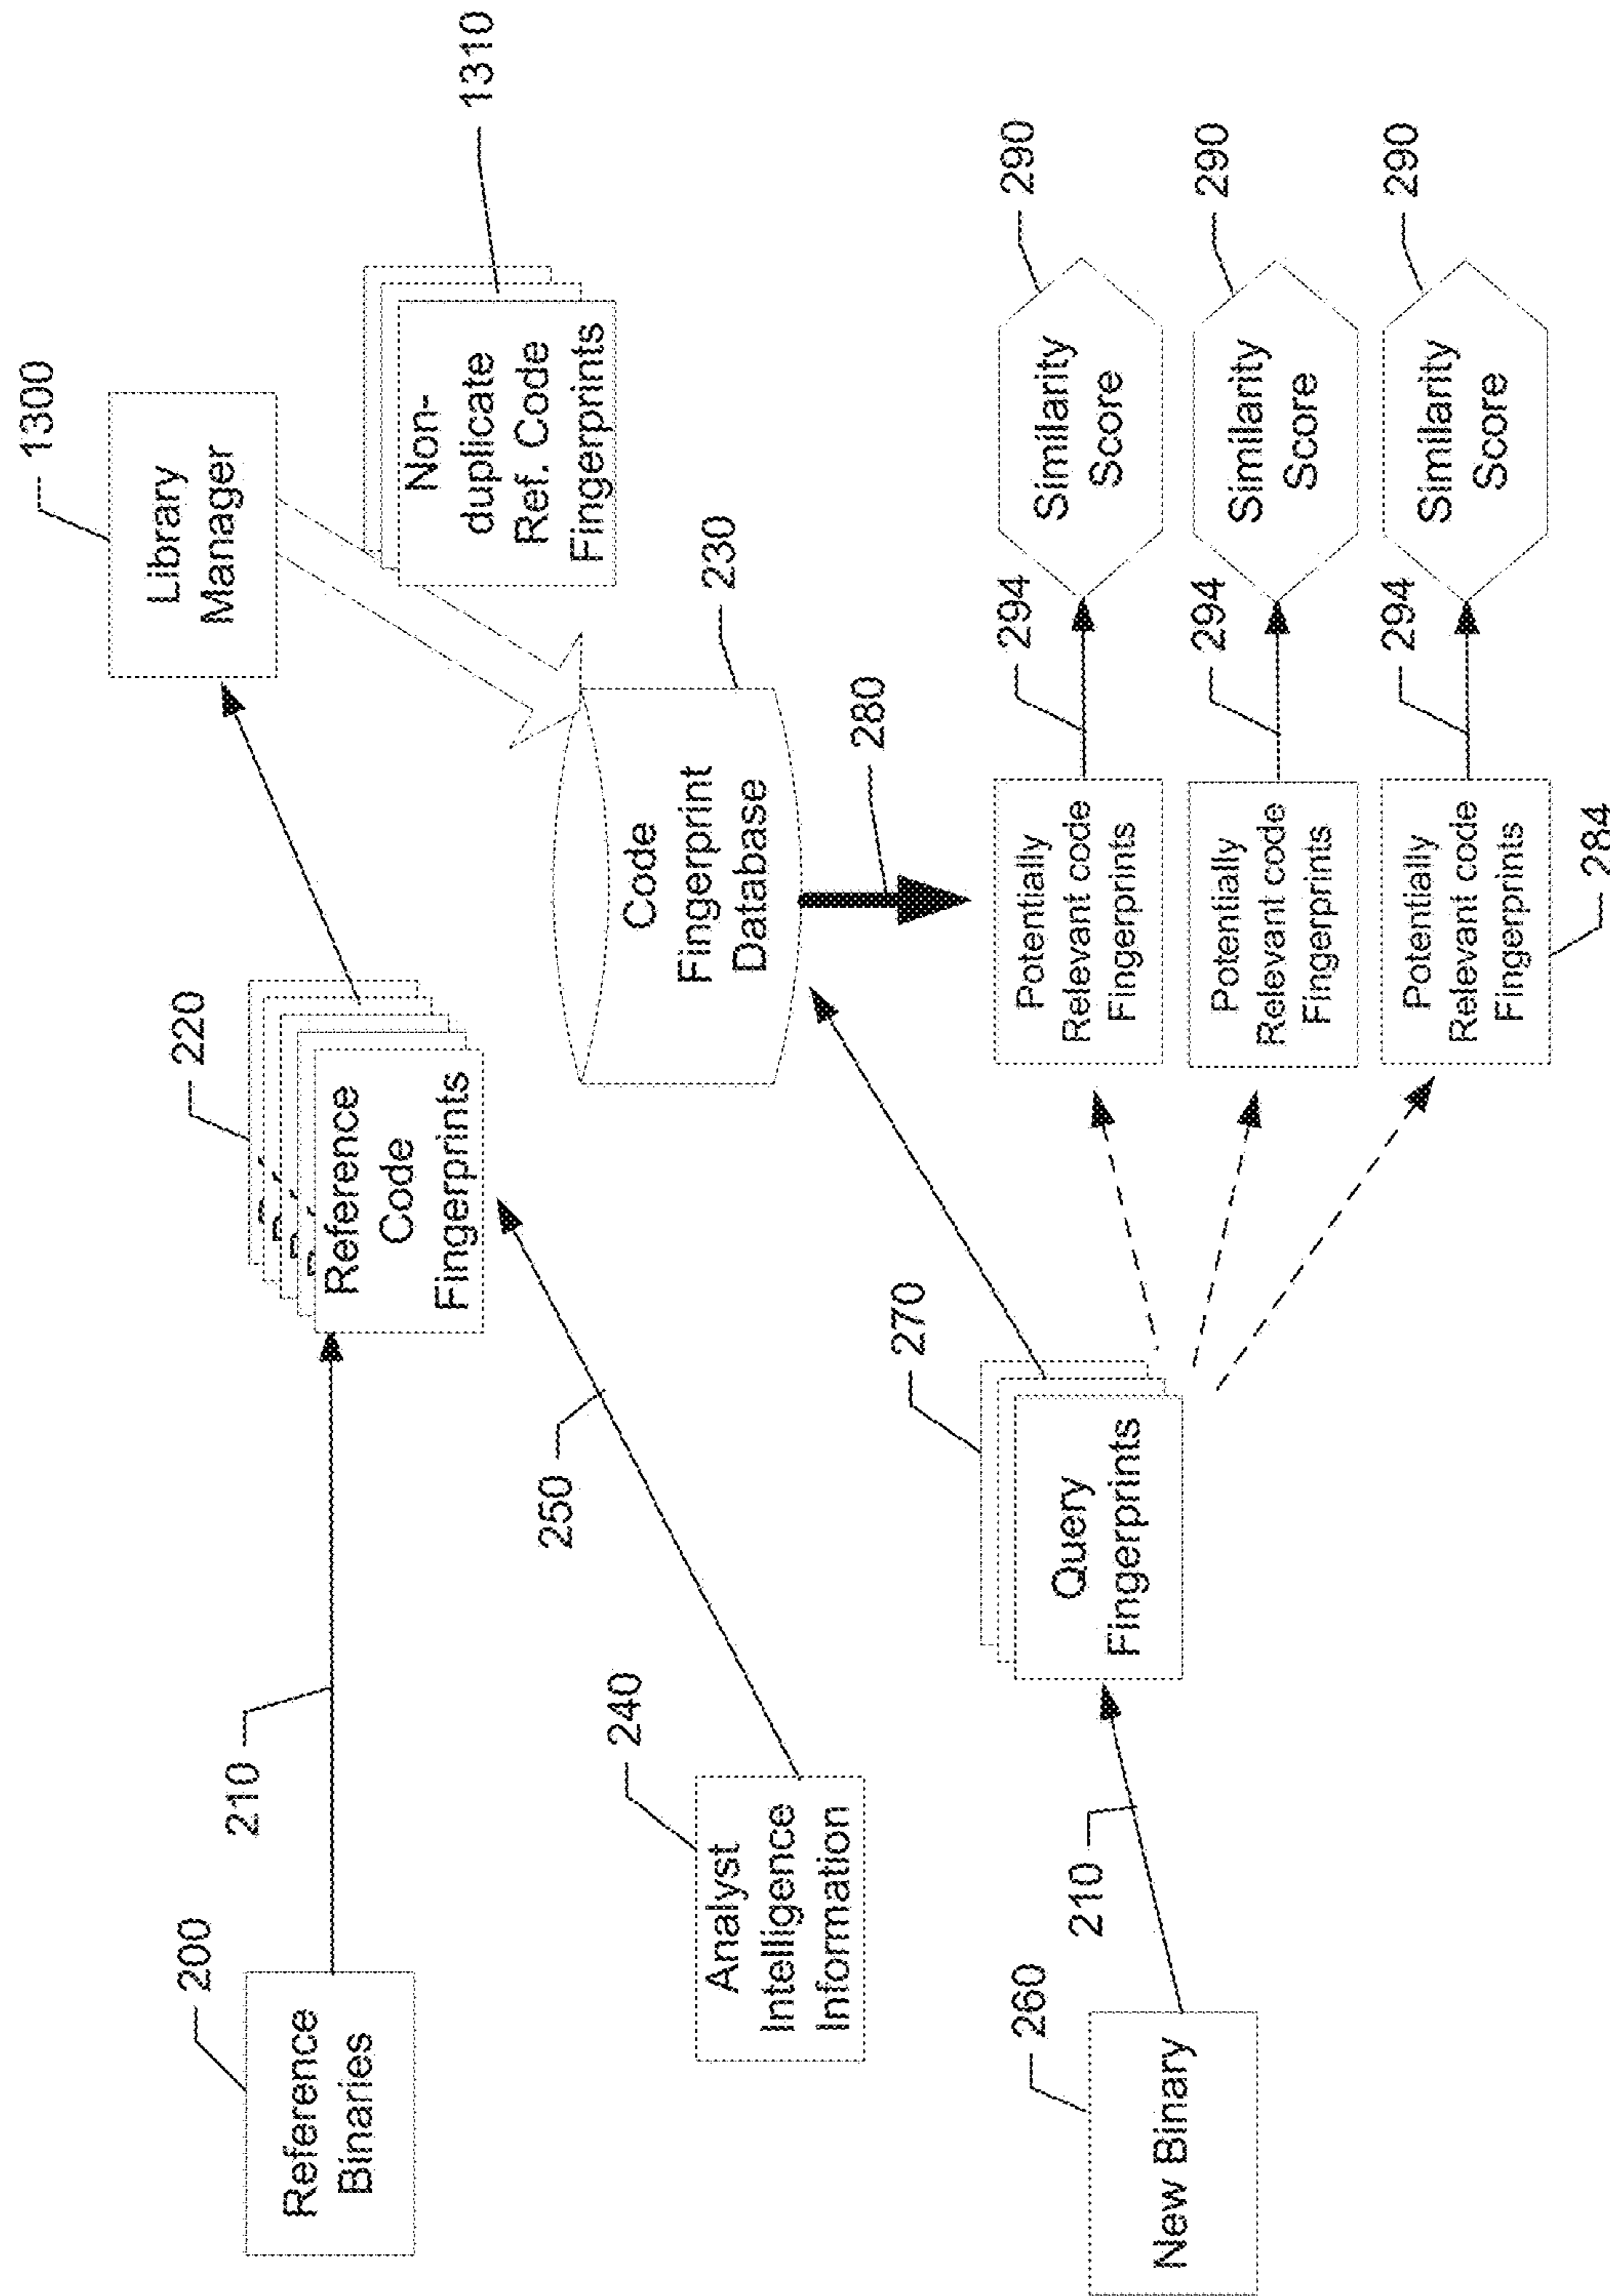 1300
Library
Manager
1310
Non-
duplicate
Ref. Code
Fingerprints
220
Reference
Code
Fingerprints
210
200
Reference
Binaries
250
240
Analyst
Intelligence
Information
230
Code
Fingerprint
Database
280
270
Query
Fingerprints
210
260
New Binary
Potentially
Relevant code
Fingerprints
294
Similarity
Score
290
Potentially
Relevant code
Fingerprints
294
Similarity
Score
290
Potentially
Relevant code
Fingerprints
284
294
Similarity
Score
290